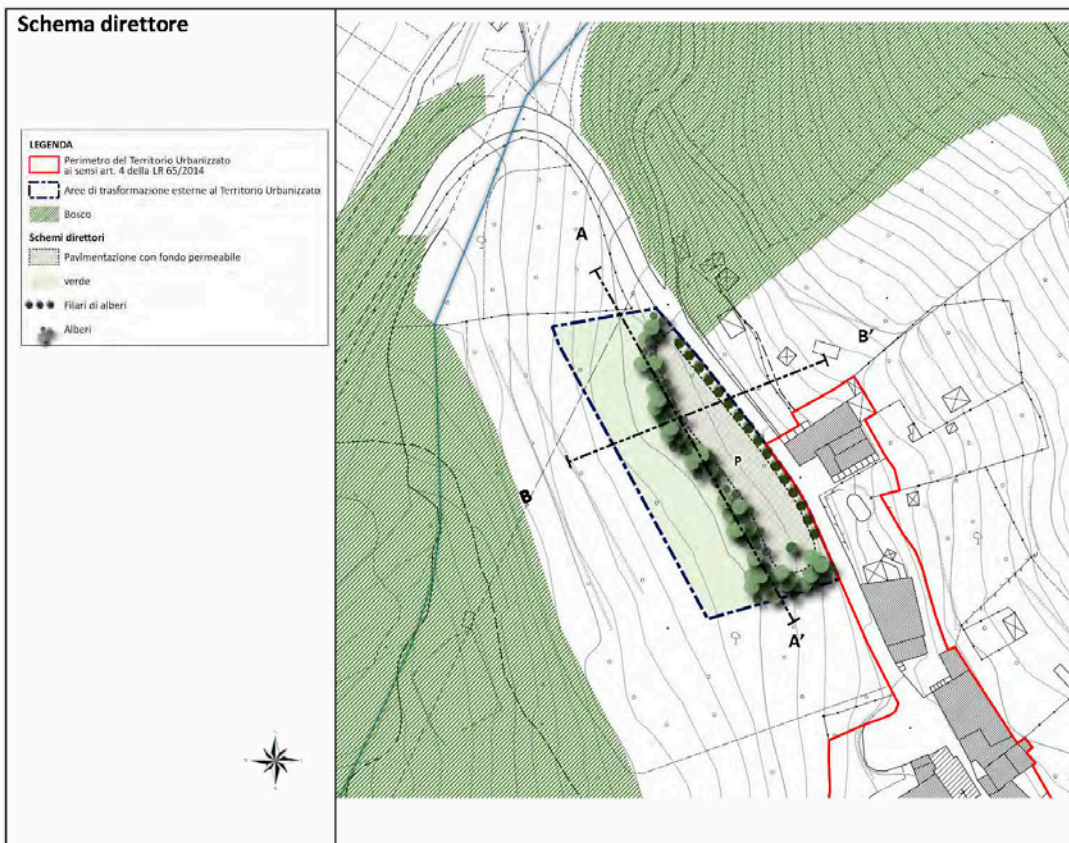 Schema direttore
LEGENDA
Perimetro del Territorio Urbanizzato
ai sensi art. 4 della LR 65/2014
Aree di trasformazione esterne al Territorio Urbanizzato
Bosco
Schemi direttori
Pavimentazione con fondo permeabile
verde
Filari di alberi
Alberi
A
B'
P
B
A'